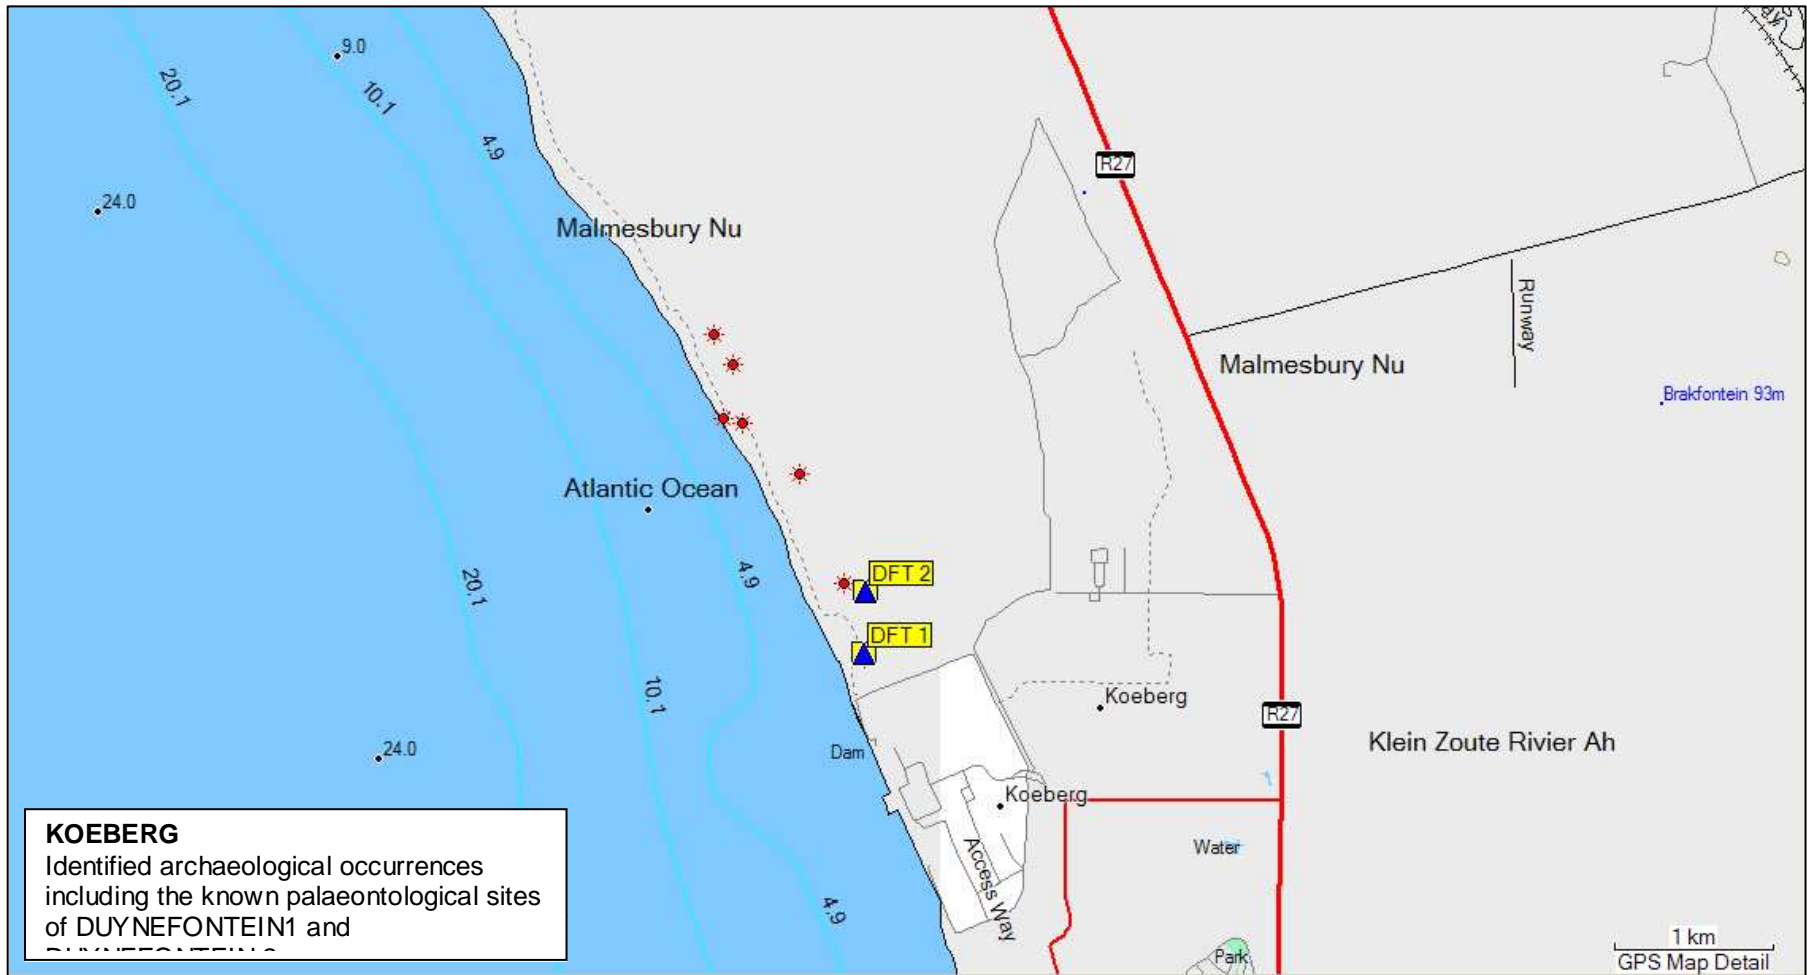 9.0
20.1
10.1
4.9
R27
24.0
Malmesbury Nu
Runway
Malmesbury Nu
Brakfontein 93m
Atlantic Ocean
DFT 2
4.9
20.1
DFT 1
10.1
Koeberg
R27
Klein Zoute Rivier Ah
24.0
Dam
Koeberg
Water
Access Way
4.9
Park
1 km
GPS Map Detail
KOEBERG
Identified archaeological occurrences
including the known palaeontological sites
of DUYNEFONTEIN1 and